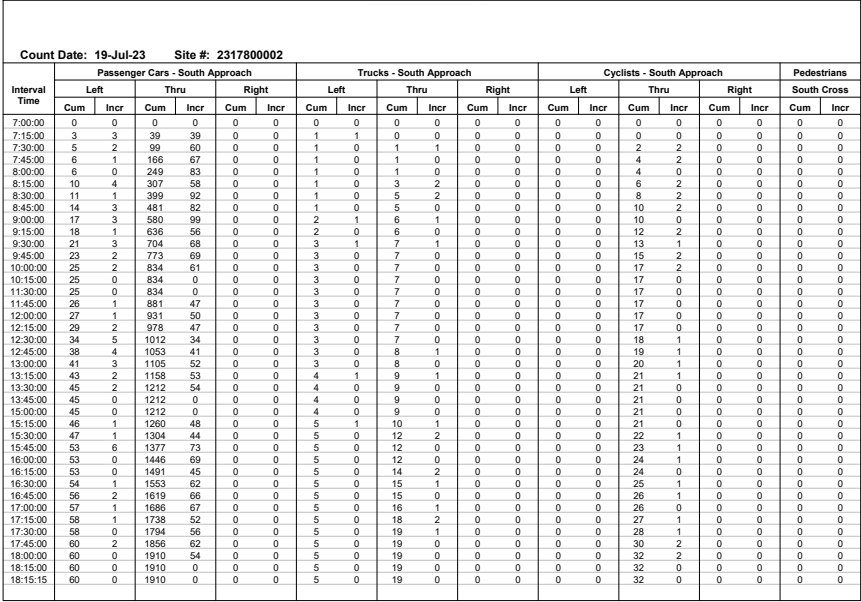 Count Date: 19-Jul-23 Site #: 2317800002
Passenger Cars - South Approach Trucks - South Approach Cyclists - South Approach Pedestrians
Interval Left Thru Right Left Thru Right Left Thru Right South Cross
Time Cum Incr Cum Incr Cum Incr Cum Incr Cum Incr Cum Incr Cum Incr Cum Incr Cum Incr Cum Incr
7:00:00 0 0 0 0 0 0 0 0 0 0 0 0 0 0 0 0 0 0 0 0
7:15:00 3 3 39 39 0 0 1 1 0 0 0 0 0 0 0 0 0 0 0 0
7:30:00 5 2 99 60 0 0 1 0 1 1 0 0 0 0 2 2 0 0 0 0
7:45:00 6 1 166 67 0 0 1 0 1 0 0 0 0 0 4 2 0 0 0 0
8:00:00 6 0 249 83 0 0 1 0 1 0 0 0 0 0 4 0 0 0 0 0
8:15:00 10 4 307 58 0 0 1 0 3 2 0 0 0 0 6 2 0 0 0 0
8:30:00 11 1 399 92 0 0 1 0 5 2 0 0 0 0 8 2 0 0 0 0
8:45:00 14 3 481 82 0 0 1 0 5 0 0 0 0 0 10 2 0 0 0 0
9:00:00 17 3 580 99 0 0 2 1 6 1 0 0 0 0 10 0 0 0 0 0
9:15:00 18 1 636 56 0 0 2 0 6 0 0 0 0 0 12 2 0 0 0 0
9:30:00 21 3 704 68 0 0 3 1 7 1 0 0 0 0 13 1 0 0 0 0
9:45:00 23 2 773 69 0 0 3 0 7 0 0 0 0 0 15 2 0 0 0 0
10:00:00 25 2 834 61 0 0 3 0 7 0 0 0 0 0 17 2 0 0 0 0
10:15:00 25 0 834 0 0 0 3 0 7 0 0 0 0 0 17 0 0 0 0 0
11:30:00 25 0 834 0 0 0 3 0 7 0 0 0 0 0 17 0 0 0 0 0
11:45:00 26 1 881 47 0 0 3 0 7 0 0 0 0 0 17 0 0 0 0 0
12:00:00 27 1 931 50 0 0 3 0 7 0 0 0 0 0 17 0 0 0 0 0
12:15:00 29 2 978 47 0 0 3 0 7 0 0 0 0 0 17 0 0 0 0 0
12:30:00 34 5 1012 34 0 0 3 0 7 0 0 0 0 0 18 1 0 0 0 0
12:45:00 38 4 1053 41 0 0 3 0 8 1 0 0 0 0 19 1 0 0 0 0
13:00:00 41 3 1105 52 0 0 3 0 8 0 0 0 0 0 20 1 0 0 0 0
13:15:00 43 2 1158 53 0 0 4 1 9 1 0 0 0 0 21 1 0 0 0 0
13:30:00 45 2 1212 54 0 0 4 0 9 0 0 0 0 0 21 0 0 0 0 0
13:45:00 45 0 1212 0 0 0 4 0 9 0 0 0 0 0 21 0 0 0 0 0
15:00:00 45 0 1212 0 0 0 4 0 9 0 0 0 0 0 21 0 0 0 0 0
15:15:00 46 1 1260 48 0 0 5 1 10 1 0 0 0 0 21 0 0 0 0 0
15:30:00 47 1 1304 44 0 0 5 0 12 2 0 0 0 0 22 1 0 0 0 0
15:45:00 53 6 1377 73 0 0 5 0 12 0 0 0 0 0 23 1 0 0 0 0
16:00:00 53 0 1446 69 0 0 5 0 12 0 0 0 0 0 24 1 0 0 0 0
16:15:00 53 0 1491 45 0 0 5 0 14 2 0 0 0 0 24 0 0 0 0 0
16:30:00 54 1 1553 62 0 0 5 0 15 1 0 0 0 0 25 1 0 0 0 0
16:45:00 56 2 1619 66 0 0 5 0 15 0 0 0 0 0 26 1 0 0 0 0
17:00:00 57 1 1686 67 0 0 5 0 16 1 0 0 0 0 26 0 0 0 0 0
17:15:00 58 1 1738 52 0 0 5 0 18 2 0 0 0 0 27 1 0 0 0 0
17:30:00 58 0 1794 56 0 0 5 0 19 1 0 0 0 0 28 1 0 0 0 0
17:45:00 60 2 1856 62 0 0 5 0 19 0 0 0 0 0 30 2 0 0 0 0
18:00:00 60 0 1910 54 0 0 5 0 19 0 0 0 0 0 32 2 0 0 0 0
18:15:00 60 0 1910 0 0 0 5 0 19 0 0 0 0 0 32 0 0 0 0 0
18:15:15 60 0 1910 0 0 0 5 0 19 0 0 0 0 0 32 0 0 0 0 0